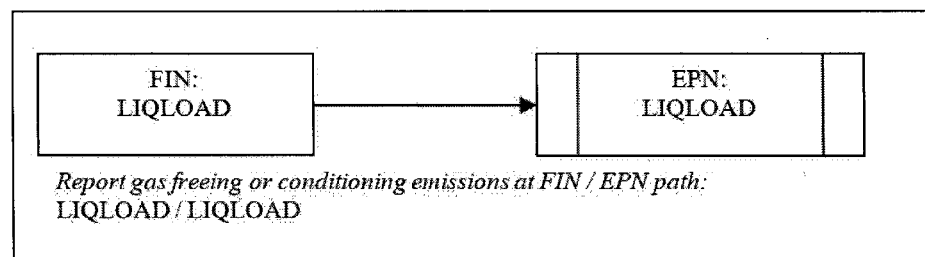 FIN:
LIQLOAD
EPN:
LIQLOAD
Report gas freeing or conditioning emissions at FIN / EPN path:
LIQLOAD / LIQLOAD